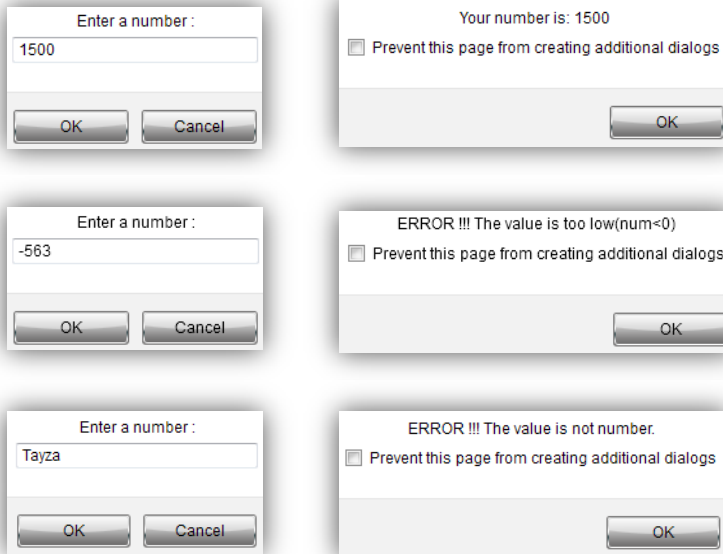 Enter a number :
1500
OK Cancel
Your number is: 1500
Prevent this page from creating additional dialogs
OK
Enter a number :
-563
OK Cancel
ERROR !!! The value is too low(num<0)
Prevent this page from creating additional dialogs
OK
Enter a number :
Tayza
OK Cancel
ERROR !!! The value is not number.
Prevent this page from creating additional dialogs
OK